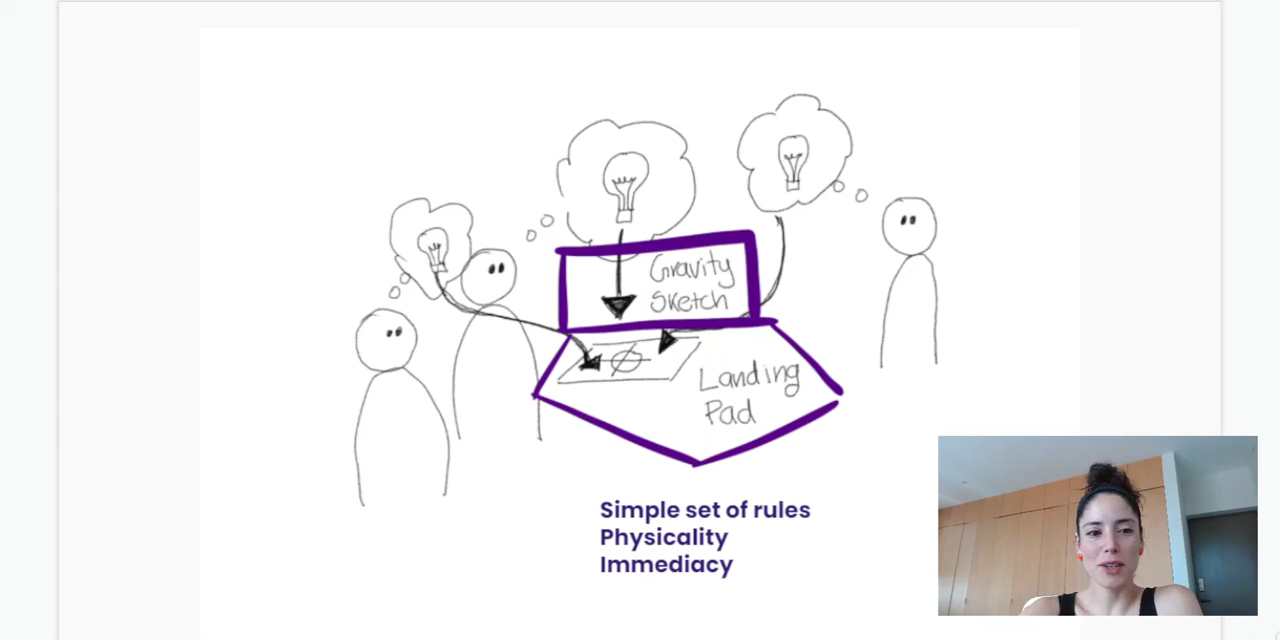 Gravity
Sketch
Landing
Pad
Simple set of rules
Physicality
Immediacy